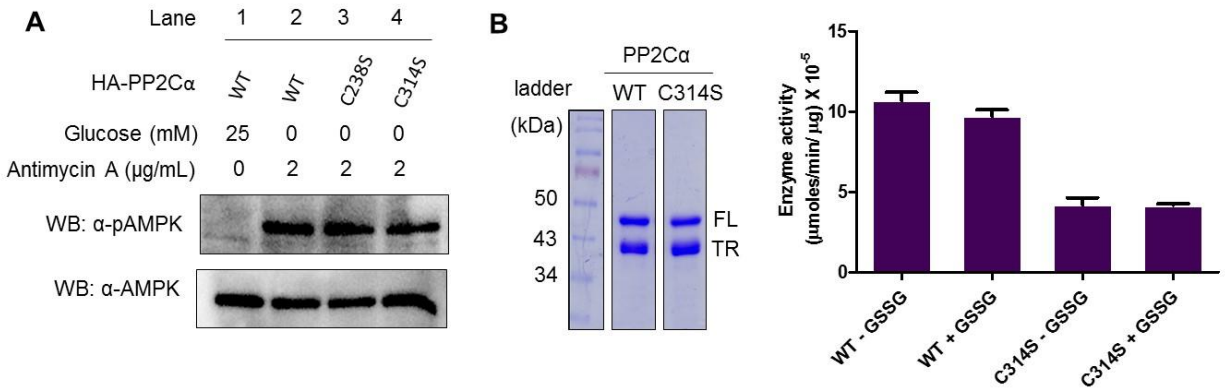 A
Lane 1 2 3 4
HA-PP2Cα WT WT C238S C314S
Glucose (mM) 25 0 0 0
Antimycin A (µg/mL) 0 2 2 2
WB: α-pAMPK
WB: α-AMPK
B
PP2Cα
ladder WT C314S
(kDa)
50
FL
43
TR
34
Enzyme activity
(µmoles/min/ µg) X 10-5
15
10
5
0
WT - GSSG
WT + GSSG
C314S - GSSG
C314S + GSSG